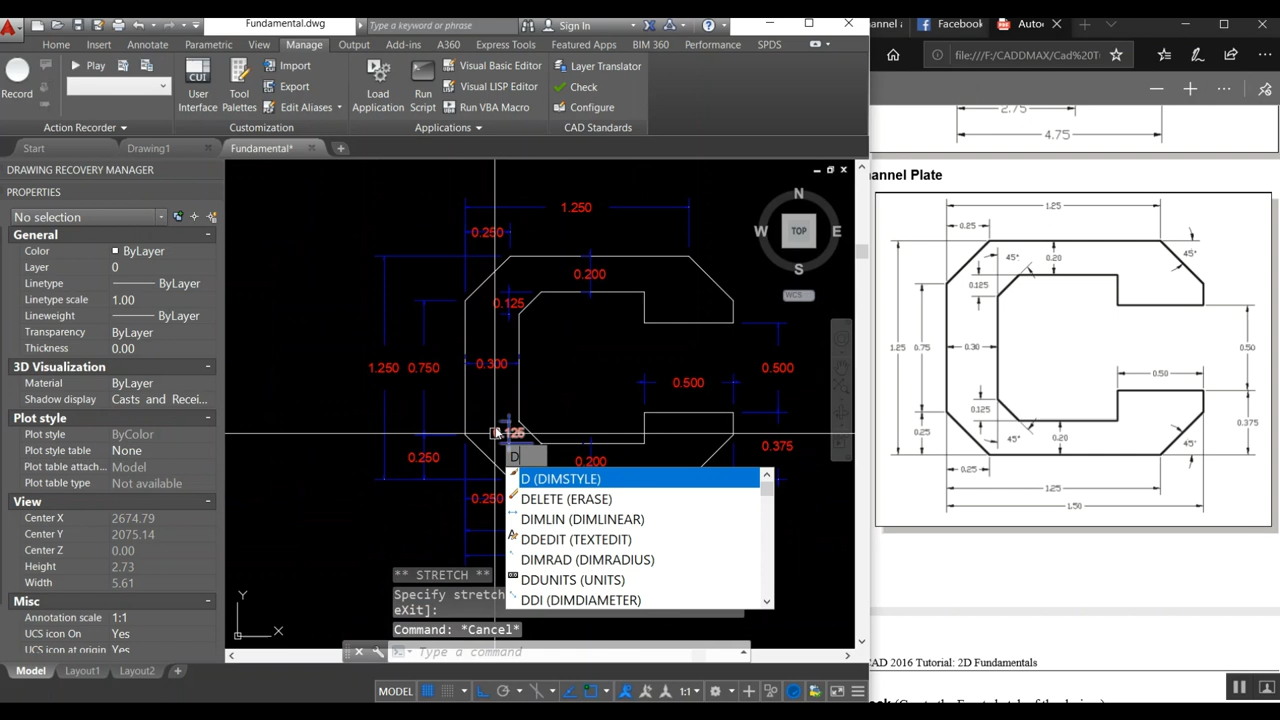 Fundamental.dwg
Type a keyword or phrase
Sign In
Home Insert Annotate Parametric View Manage Output Add-ins A360 Express Tools Featured Apps BIM 360 Performance SPDS
Record
Play
User Interface
Tool Palettes
Import
Export
Edit Aliases
Load Application
Run Script
Visual Basic Editor
Visual LISP Editor
Run VBA Macro
Layer Translator
Check
Configure
Action Recorder
Customization
Applications
CAD Standards
Start
Drawing1
Fundamental*
DRAWING RECOVERY MANAGER
PROPERTIES
No selection
General
Color ByLayer
Layer 0
Linetype ByLayer
Linetype scale 1.00
Lineweight ByLayer
Transparency ByLayer
Thickness 0.00
3D Visualization
Material ByLayer
Shadow display Casts and Recei...
Plot style
Plot style ByColor
Plot style table None
Plot table attach... Model
Plot table type Not available
View
Center X 2674.79
Center Y 2075.14
Center Z 0.00
Height 2.73
Width 5.61
Misc
Annotation scale 1:1
UCS icon On Yes
UCS icon at origin Yes
1.250
0.250
0.200
0.125
0.300
1.250 0.750
0.500
0.500
0.125
0.250
0.375
0.200
0.250
N
W TOP E
S
WCS
D
D (DIMSTYLE)
DELETE (ERASE)
DIMLIN (DIMLINEAR)
DDEDIT (TEXTEDIT)
DIMRAD (DIMRADIUS)
DDUNITS (UNITS)
DDI (DIMDIAMETER)
** STRETCH **
Specify stretch
eXit]:
Command: *Cancel*
Type a command
Y
X
Model Layout1 Layout2
MODEL
1:1
Facebook
Autoc
file:///F:/CADDMAX/Cad%20T
2.75
4.75
annel Plate
1.25
0.25
45°
0.20
45°
0.125
1.25
0.75
0.30
0.50
0.50
0.125
0.25
45°
0.20
45°
0.375
0.25
1.25
1.50
CAD 2016 Tutorial: 2D Fundamentals